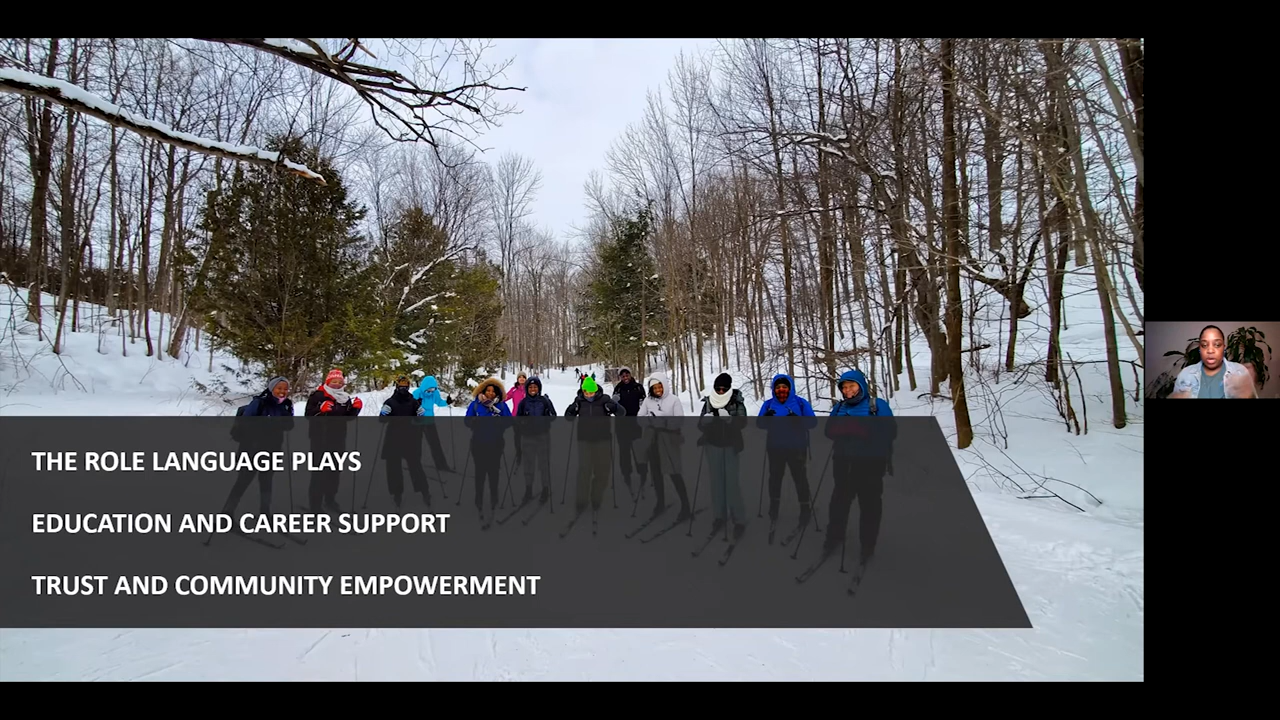 THE ROLE LANGUAGE PLAYS
EDUCATION AND CAREER SUPPORT
TRUST AND COMMUNITY EMPOWERMENT